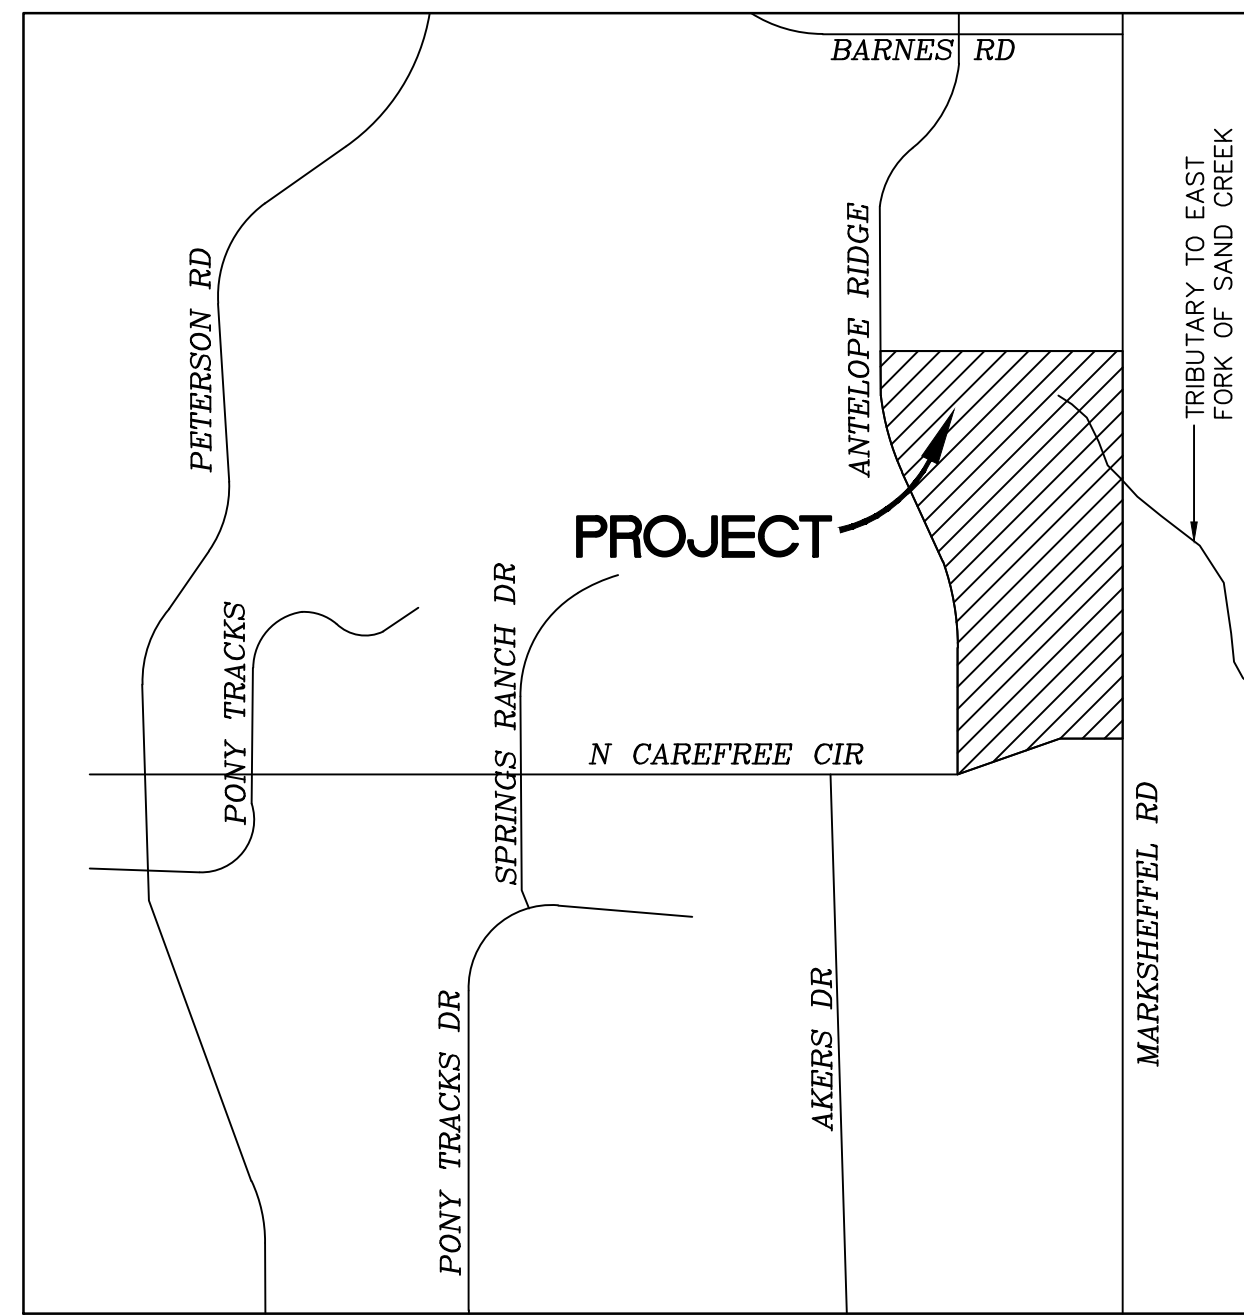 BARNES RD
TRIBUTARY TO EAST
FORK OF SAND CREEK
ANTELOPE RIDGE
PETERSON RD
PROJECT
SPRINGS RANCH DR
PONY TRACKS
N CAREFREE CIR
MARKSHEFFEL RD
AKERS DR
PONY TRACKS DR